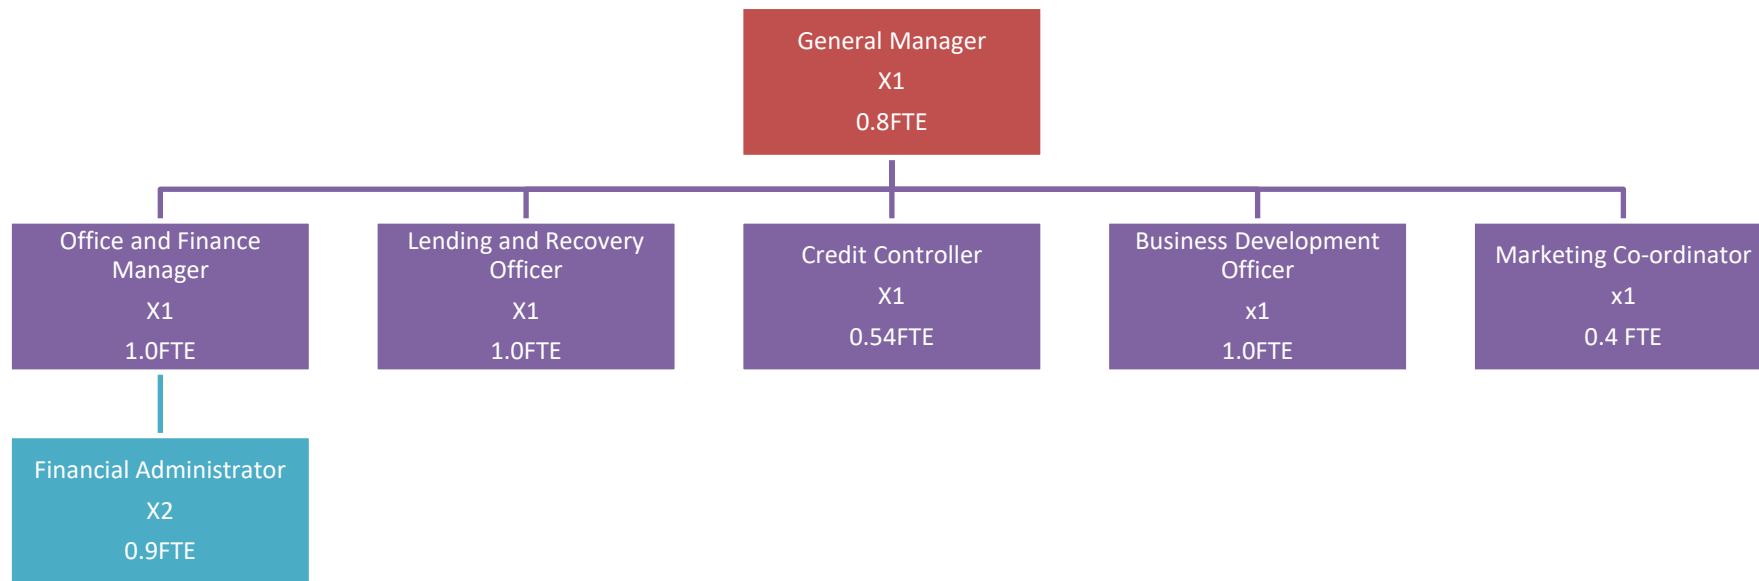 General Manager
X1
0.8FTE
Office and Finance
Manager
X1
1.0FTE
Lending and Recovery
Officer
X1
1.0FTE
Credit Controller
X1
0.54FTE
Business Development
Officer
x1
1.0FTE
Marketing Co-ordinator
x1
0.4 FTE
Financial Administrator
X2
0.9FTE